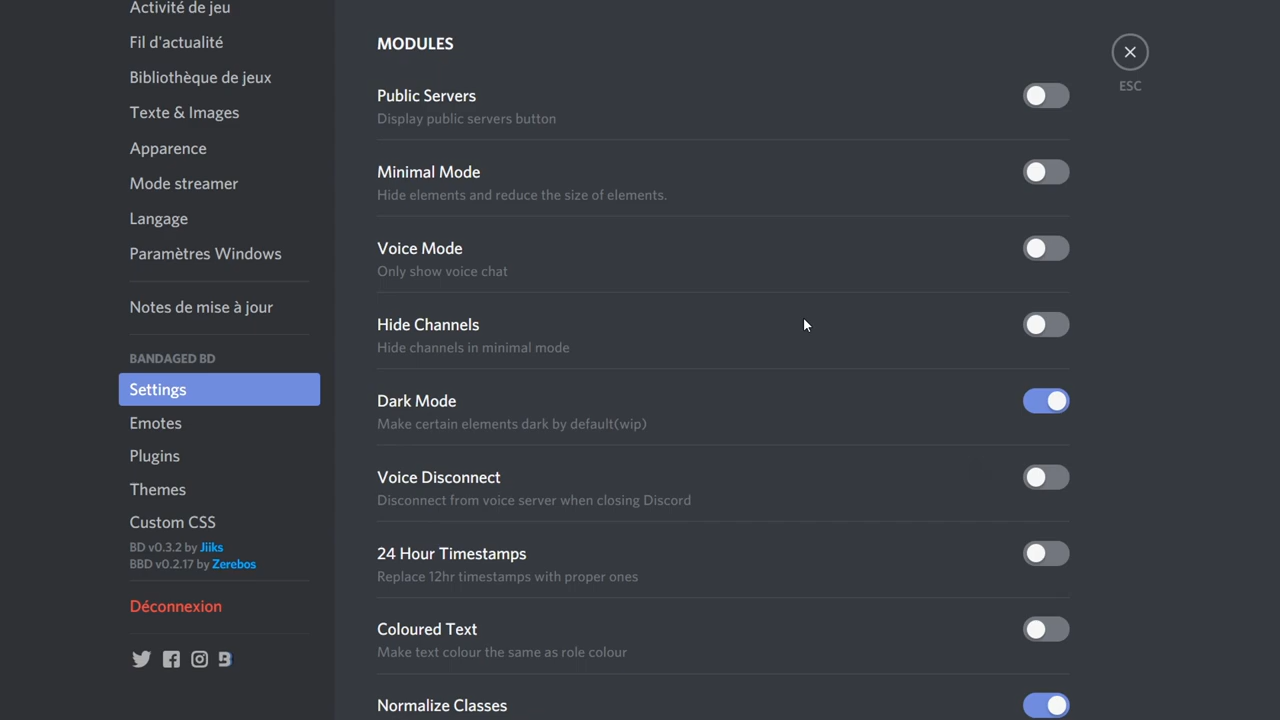 Activité de jeu
Fil d'actualité
Bibliothèque de jeux
Texte & Images
Apparence
Mode streamer
Langage
Paramètres Windows
Notes de mise à jour
BANDAGED BD
Settings
Emotes
Plugins
Themes
Custom CSS
BD v0.3.2 by Jiiks
BBD v0.2.17 by Zerebos
Déconnexion
MODULES
Public Servers
Display public servers button
Minimal Mode
Hide elements and reduce the size of elements.
Voice Mode
Only show voice chat
Hide Channels
Hide channels in minimal mode
Dark Mode
Make certain elements dark by default(wip)
Voice Disconnect
Disconnect from voice server when closing Discord
24 Hour Timestamps
Replace 12hr timestamps with proper ones
Coloured Text
Make text colour the same as role colour
Normalize Classes
ESC